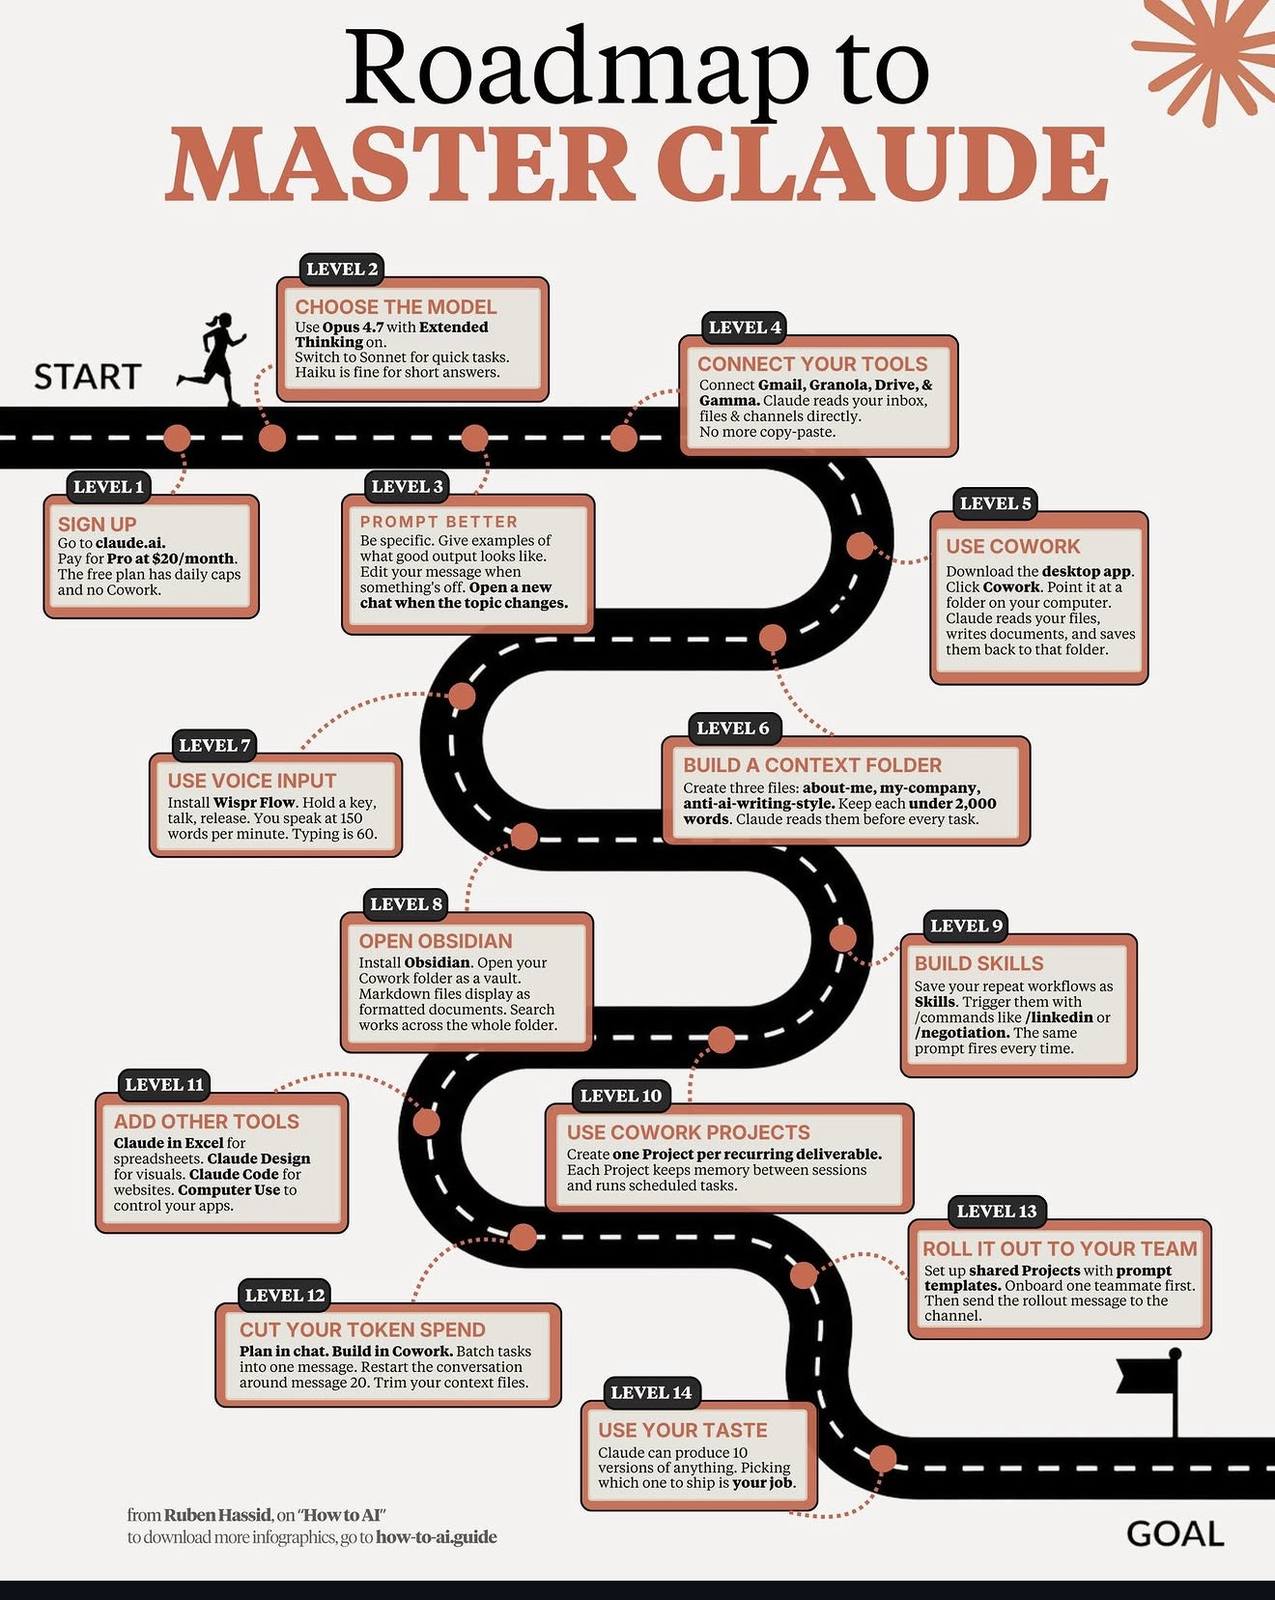 Roadmap to
MASTER CLAUDE
START
LEVEL 1
SIGN UP
Go to claude.ai.
Pay for Pro at $20/month.
The free plan has daily caps
and no Cowork.
LEVEL 2
CHOOSE THE MODEL
Use Opus 4.7 with Extended
Thinking on.
Switch to Sonnet for quick tasks.
Haiku is fine for short answers.
LEVEL 3
PROMPT BETTER
Be specific. Give examples of
what good output looks like.
Edit your message when
something's off. Open a new
chat when the topic changes.
LEVEL 4
CONNECT YOUR TOOLS
Connect Gmail, Granola, Drive, &
Gamma. Claude reads your inbox,
files & channels directly.
No more copy-paste.
LEVEL 5
USE COWORK
Download the desktop app.
Click Cowork. Point it at a
folder on your computer.
Claude reads your files,
writes documents, and saves
them back to that folder.
LEVEL 6
BUILD A CONTEXT FOLDER
Create three files: about-me, my-company,
anti-ai-writing-style. Keep each under 2,000
words. Claude reads them before every task.
LEVEL 7
USE VOICE INPUT
Install Wispr Flow. Hold a key,
talk, release. You speak at 150
words per minute. Typing is 60.
LEVEL 8
OPEN OBSIDIAN
Install Obsidian. Open your
Cowork folder as a vault.
Markdown files display as
formatted documents. Search
works across the whole folder.
LEVEL 9
BUILD SKILLS
Save your repeat workflows as
Skills. Trigger them with
/commands like /linkedin or
/negotiation. The same
prompt fires every time.
LEVEL 10
USE COWORK PROJECTS
Create one Project per recurring deliverable.
Each Project keeps memory between sessions
and runs scheduled tasks.
LEVEL 11
ADD OTHER TOOLS
Claude in Excel for
spreadsheets. Claude Design
for visuals. Claude Code for
websites. Computer Use to
control your apps.
LEVEL 12
CUT YOUR TOKEN SPEND
Plan in chat. Build in Cowork. Batch tasks
into one message. Restart the conversation
around message 20. Trim your context files.
LEVEL 13
ROLL IT OUT TO YOUR TEAM
Set up shared Projects with prompt
templates. Onboard one teammate first.
Then send the rollout message to the
channel.
LEVEL 14
USE YOUR TASTE
Claude can produce 10
versions of anything. Picking
which one to ship is your job.
GOAL
from Ruben Hassid, on "How to AI"
to download more infographics, go to how-to-ai.guide